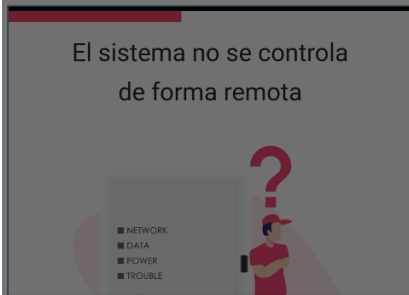 El sistema no se controla
de forma remota
?
NETWORK
DATA
POWER
TROUBLE